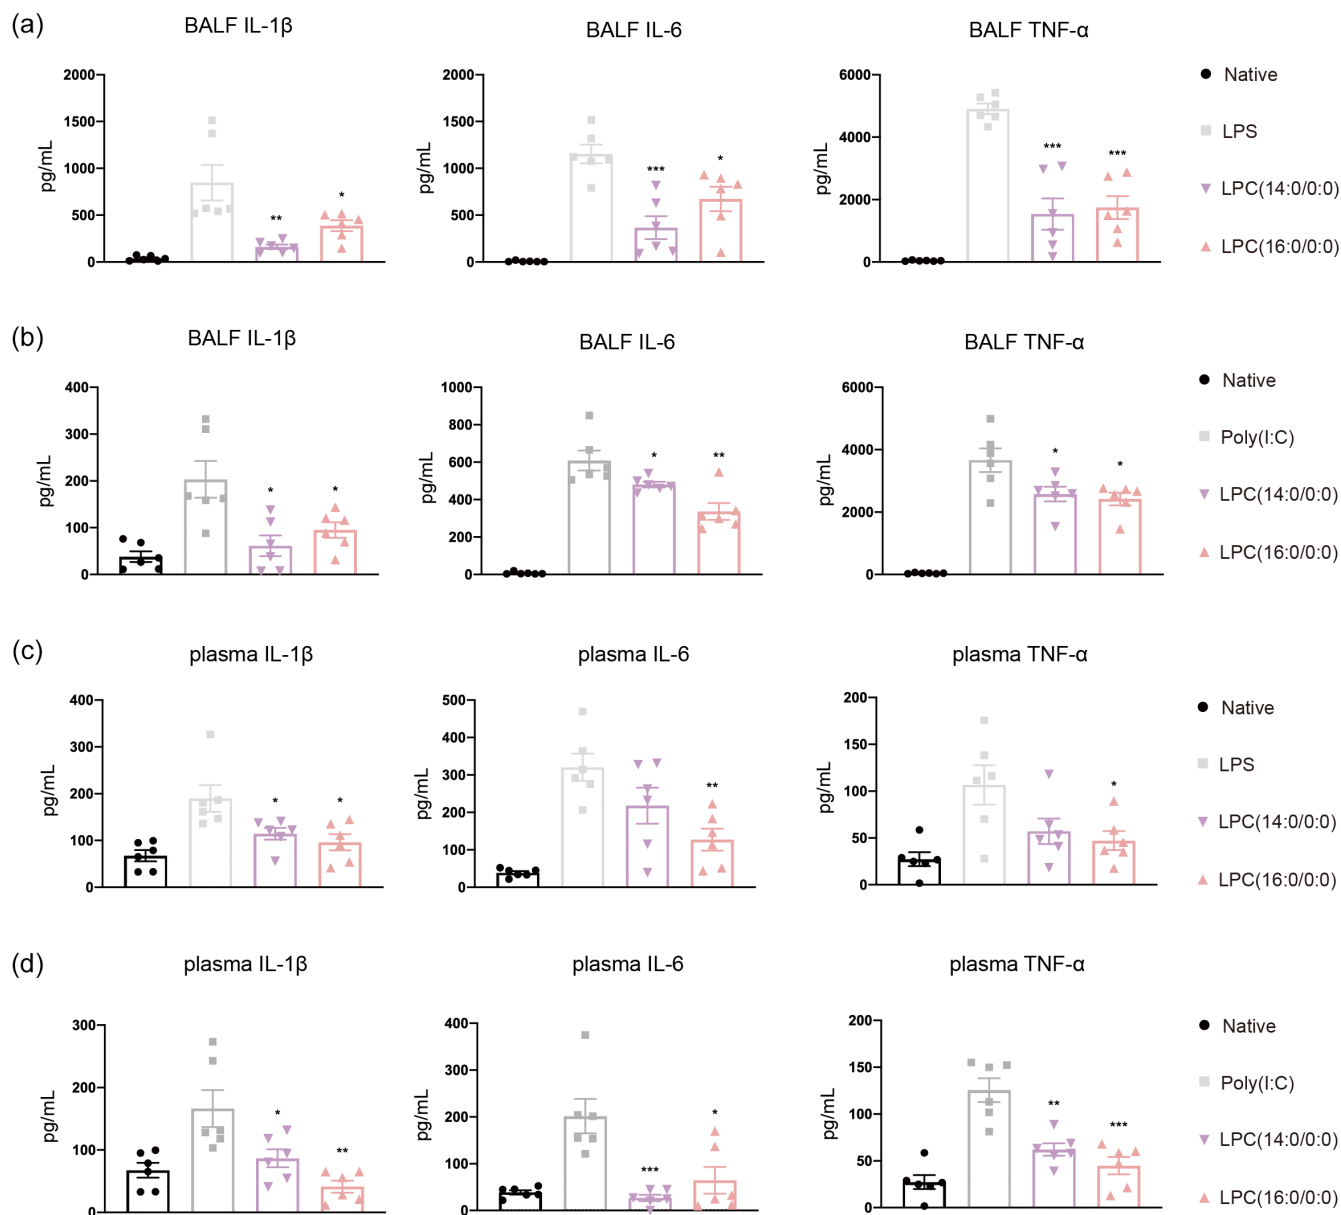 (a)
BALF IL-1β
BALF IL-6
BALF TNF-α
pg/mL
2000
1500
1000
500
0
**
*
pg/mL
2000
1500
1000
500
0
***
*
pg/mL
6000
4000
2000
0
***
***
Native
LPS
LPC(14:0/0:0)
LPC(16:0/0:0)
(b)
BALF IL-1β
BALF IL-6
BALF TNF-α
pg/mL
400
300
200
100
0
*
*
pg/mL
1000
800
600
400
200
0
*
**
pg/mL
6000
4000
2000
0
*
*
Native
Poly(I:C)
LPC(14:0/0:0)
LPC(16:0/0:0)
(c)
plasma IL-1β
plasma IL-6
plasma TNF-α
pg/mL
400
300
200
100
0
*
*
pg/mL
500
400
300
200
100
0
**
pg/mL
200
150
100
50
0
*
Native
LPS
LPC(14:0/0:0)
LPC(16:0/0:0)
(d)
plasma IL-1β
plasma IL-6
plasma TNF-α
pg/mL
300
200
100
0
*
**
pg/mL
400
300
200
100
0
***
*
pg/mL
200
150
100
50
0
**
***
Native
Poly(I:C)
LPC(14:0/0:0)
LPC(16:0/0:0)